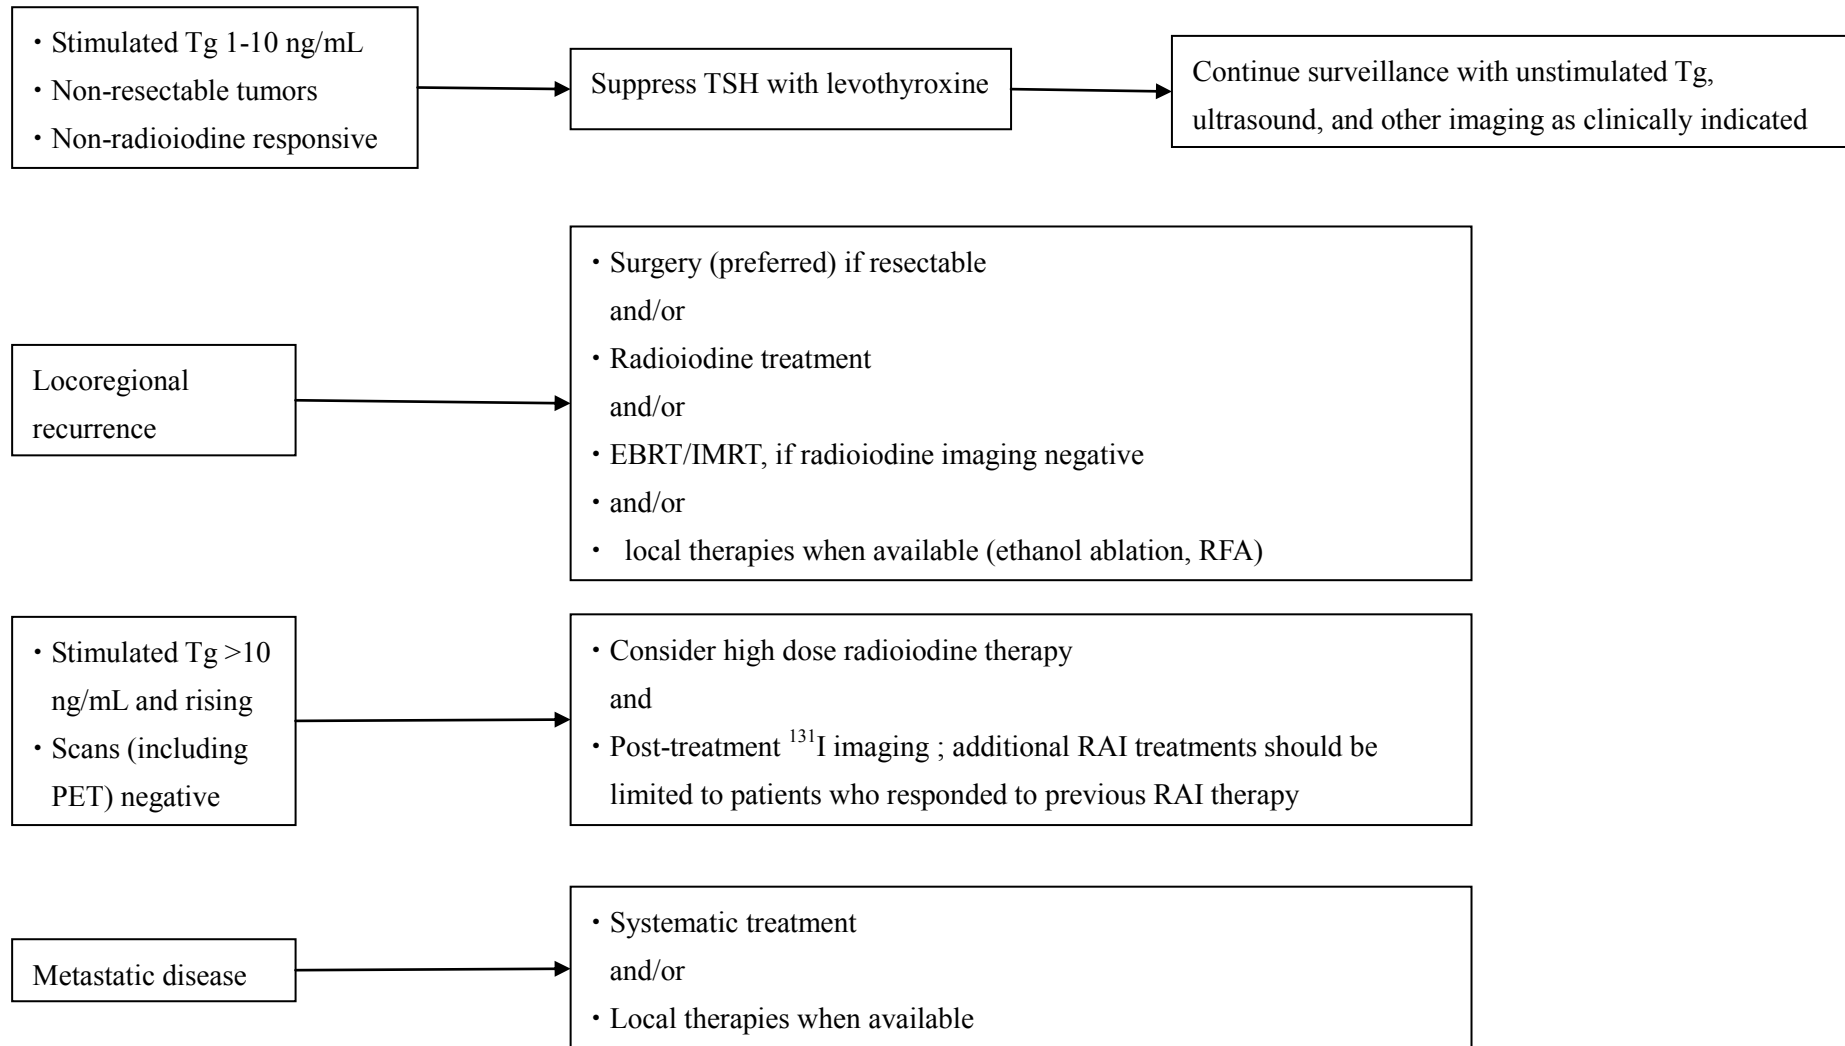 ・Stimulated Tg 1-10 ng/mL
・Non-resectable tumors
・Non-radioiodine responsive
Suppress TSH with levothyroxine
Continue surveillance with unstimulated Tg,
ultrasound, and other imaging as clinically indicated
Locoregional
recurrence
・Surgery (preferred) if resectable
and/or
・Radioiodine treatment
and/or
・EBRT/IMRT, if radioiodine imaging negative
・and/or
・ local therapies when available (ethanol ablation, RFA)
・Stimulated Tg >10
ng/mL and rising
・Scans (including
PET) negative
・Consider high dose radioiodine therapy
and
・Post-treatment ¹³¹I imaging ; additional RAI treatments should be
limited to patients who responded to previous RAI therapy
Metastatic disease
・Systematic treatment
and/or
・Local therapies when available